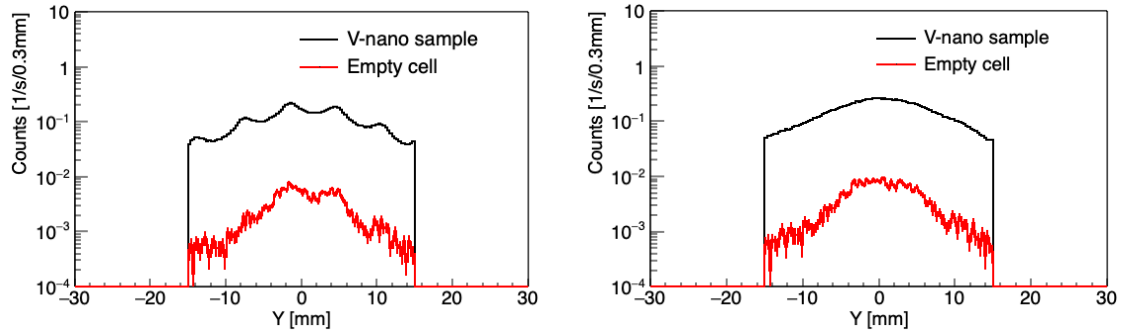 10
1
10⁻¹
10⁻²
10⁻³
10⁻⁴
Counts [1/s/0.3mm]
V-nano sample
Empty cell
−30 −20 −10 0 10 20 30
Y [mm]
10
1
10⁻¹
10⁻²
10⁻³
10⁻⁴
Counts [1/s/0.3mm]
V-nano sample
Empty cell
−30 −20 −10 0 10 20 30
Y [mm]